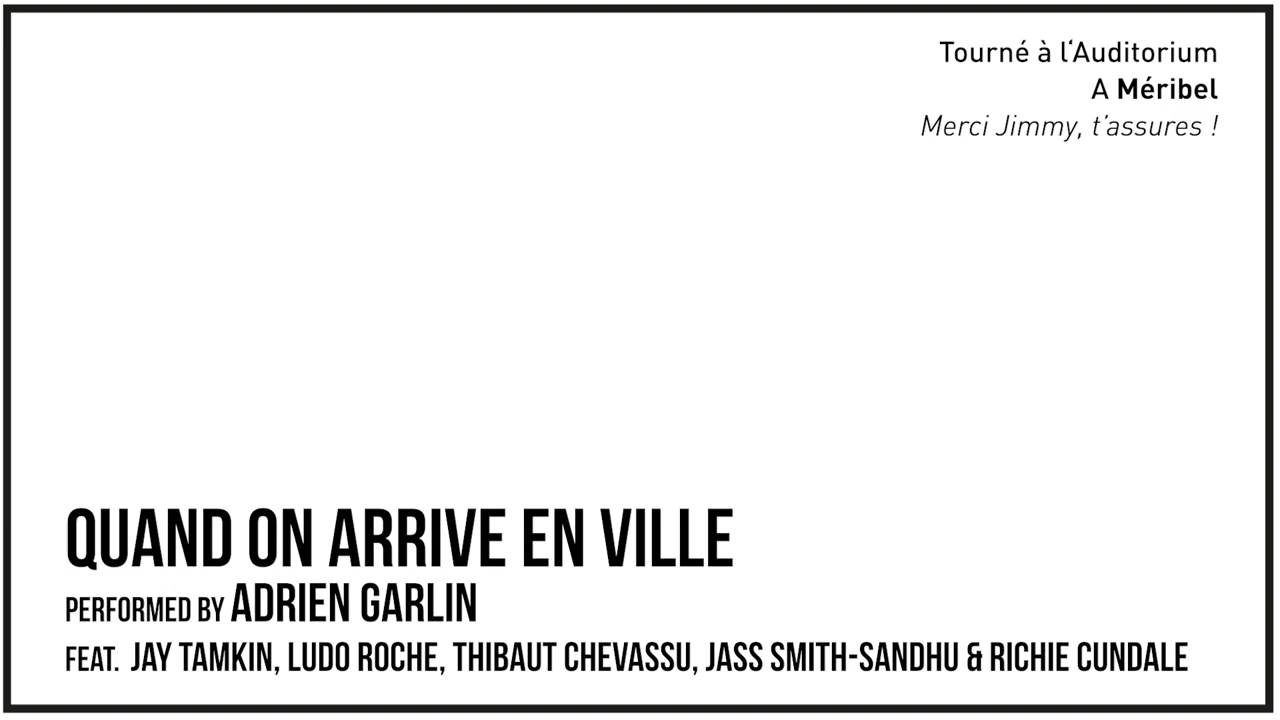 Tourné à l‘Auditorium
A Méribel
Merci Jimmy, t’assures !
QUAND ON ARRIVE EN VILLE
PERFORMED BY ADRIEN GARLIN
FEAT. JAY TAMKIN, LUDO ROCHE, THIBAUT CHEVASSU, JASS SMITH-SANDHU & RICHIE CUNDALE